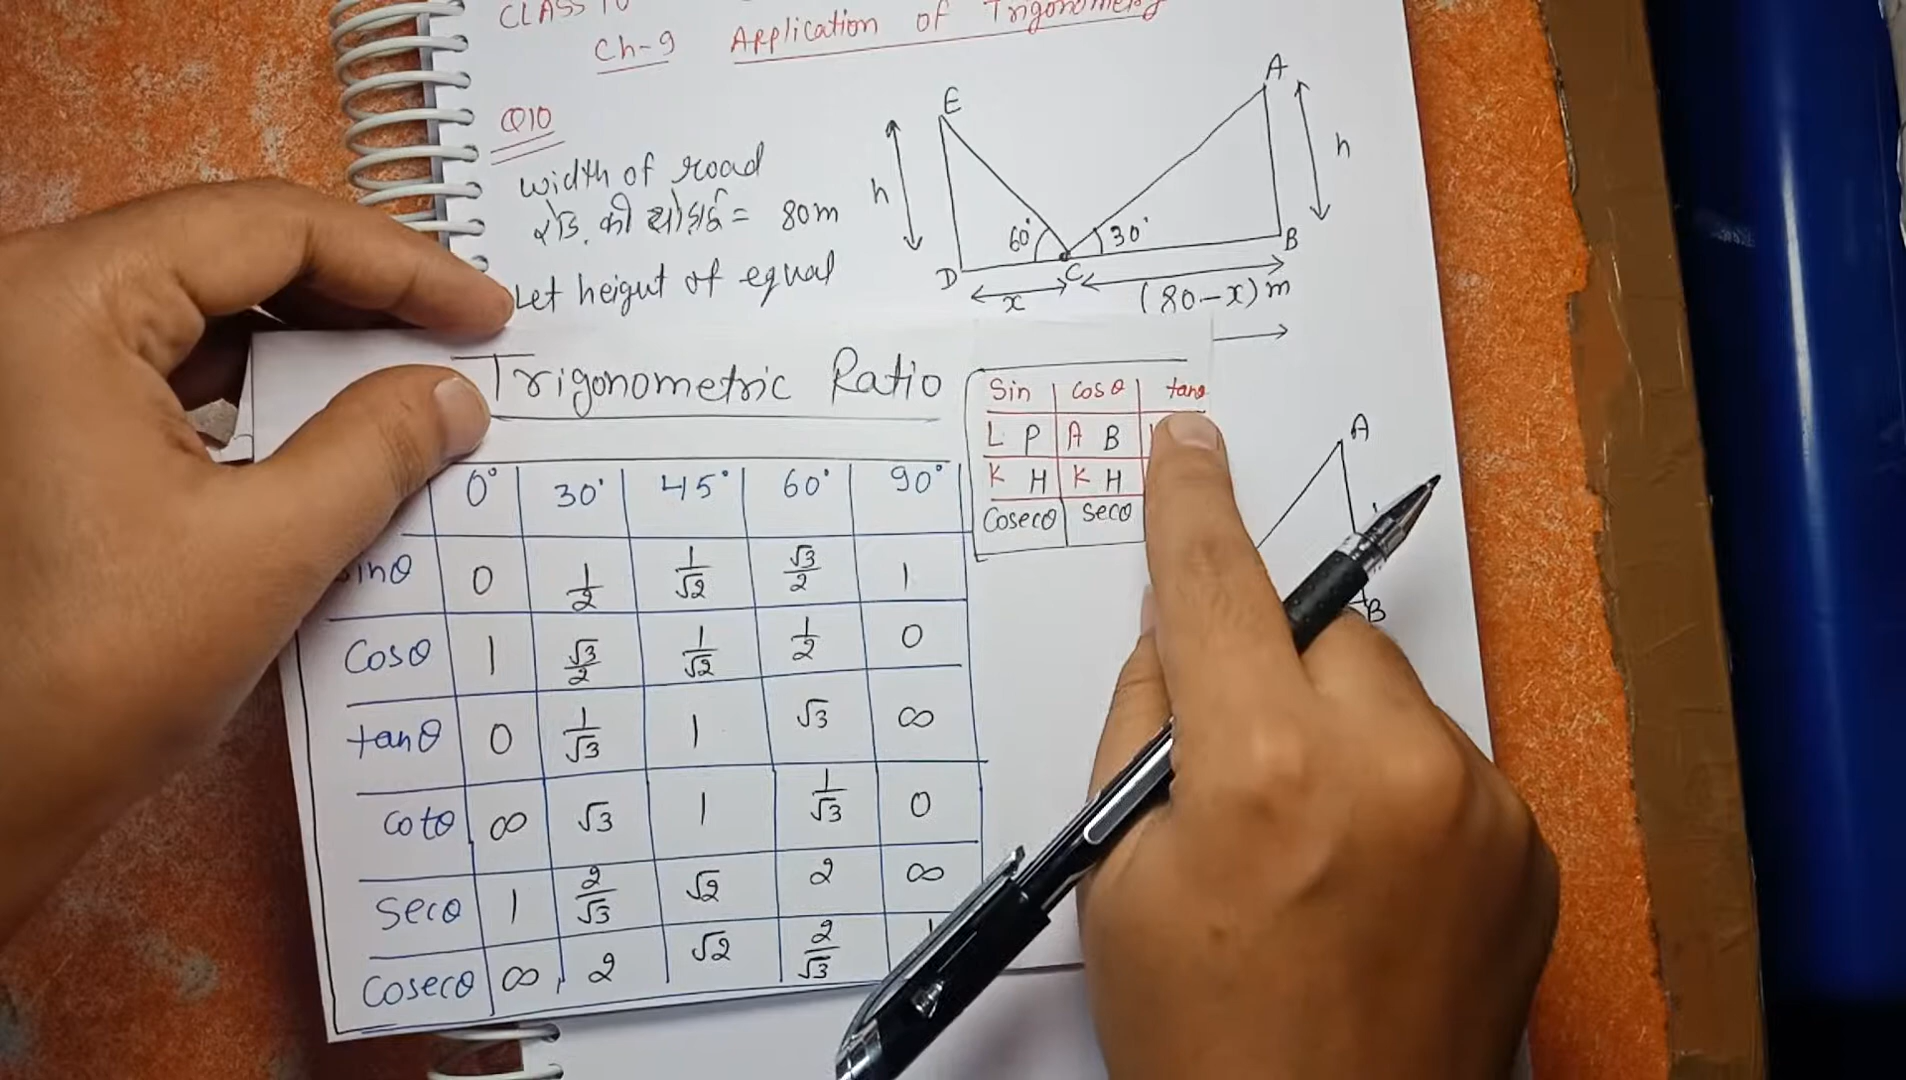 CLASS 10
Ch-9 Application of Trigonometry
Q10
width of road
रोड की चौड़ाई = 80m
Let height of equal
E
A
h
h
60°
30°
D
C
B
x
(80-x)m
Trigonometric Ratio
Sin Cosθ tanθ
L P A B
K H K H
Cosecθ Secθ
A
B
0° 30° 45° 60° 90°
sinθ 0 1/2 1/√2 √3/2 1
Cosθ 1 √3/2 1/√2 1/2 0
tanθ 0 1/√3 1 √3 ∞
Cotθ ∞ √3 1 1/√3 0
Secθ 1 2/√3 √2 2 ∞
Cosecθ ∞ 2 √2 2/√3